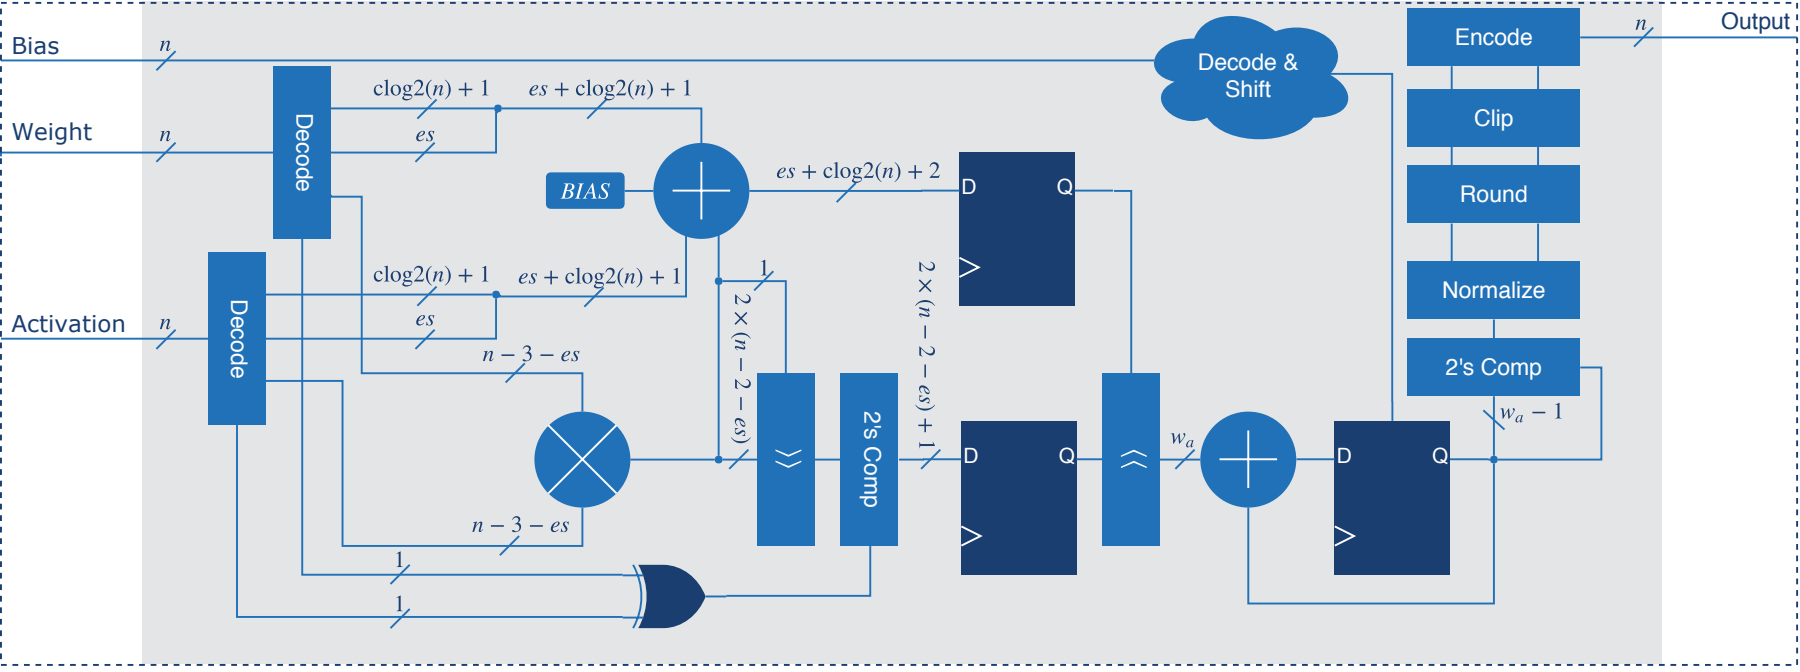 Bias
n
Weight
n
Activation
n
Decode
Decode
clog2(n) + 1
es + clog2(n) + 1
es
BIAS
es + clog2(n) + 2
clog2(n) + 1
es + clog2(n) + 1
es
n − 3 − es
n − 3 − es
1
1
1
2 × (n − 2 − es)
2's Comp
2 × (n − 2 − es) + 1
D
Q
D
Q
Decode &
Shift
w_a
D
Q
w_a − 1
2's Comp
Normalize
Round
Clip
Encode
n
Output